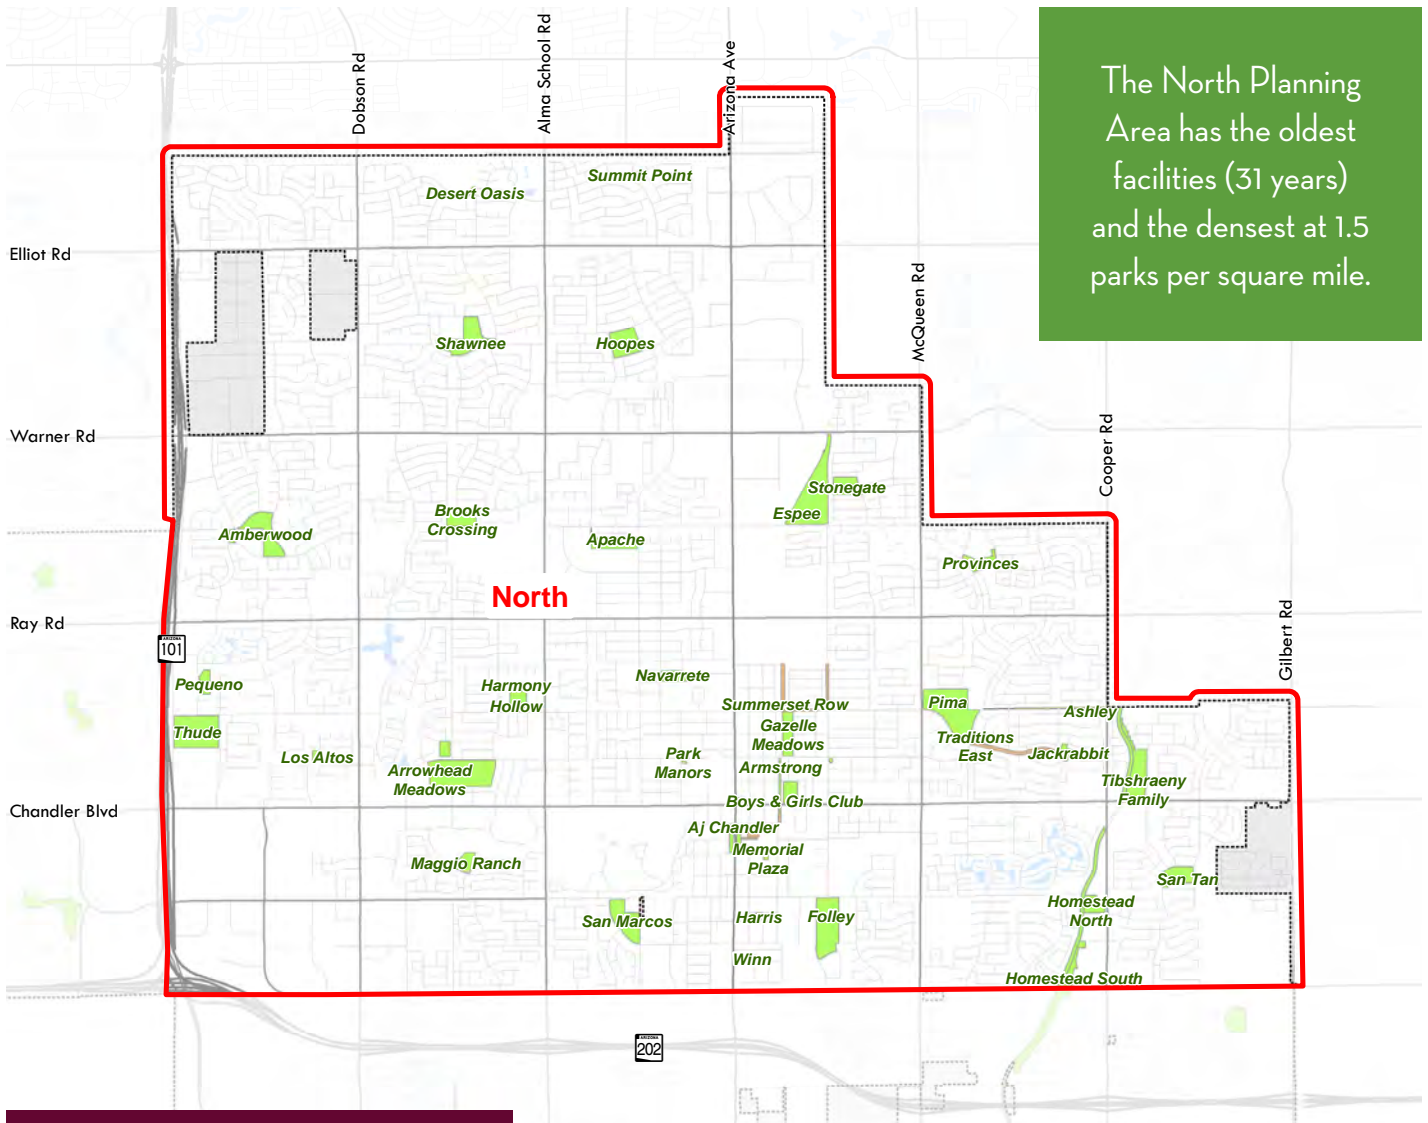 Dobson Rd
Alma School Rd
Arizona Ave
The North Planning
Area has the oldest
facilities (31 years)
and the densest at 1.5
parks per square mile.
Summit Point
Desert Oasis
Elliot Rd
McQueen Rd
Shawnee
Hoopes
Warner Rd
Cooper Rd
Stonegate
Brooks
Crossing
Espee
Amberwood
Apache
Provinces
North
Ray Rd
Gilbert Rd
ARIZONA
101
Pequeno
Harmony
Hollow
Navarrete
Summerset Row
Pima
Ashley
Thude
Gazelle
Meadows
Traditions
East
Jackrabbit
Los Altos
Park
Manors
Armstrong
Arrowhead
Meadows
Tibshraeny
Family
Boys & Girls Club
Chandler Blvd
Aj Chandler
Memorial
Plaza
Maggio Ranch
San Tan
Homestead
North
San Marcos
Harris
Folley
Winn
Homestead South
ARIZONA
202